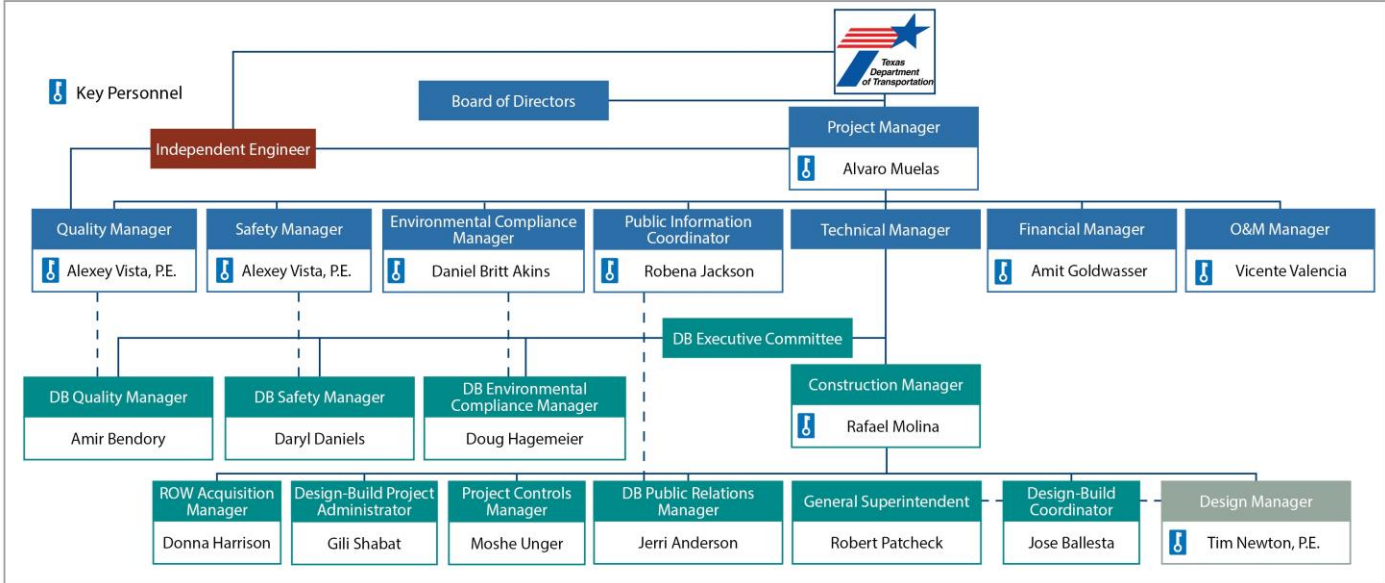 Texas
Department
of Transportation
Key Personnel
Board of Directors
Project Manager
Alvaro Muelas
Independent Engineer
Quality Manager
Alexey Vista, P.E.
Safety Manager
Alexey Vista, P.E.
Environmental Compliance
Manager
Daniel Britt Akins
Public Information
Coordinator
Robena Jackson
Technical Manager
Financial Manager
Amit Goldwasser
O&M Manager
Vicente Valencia
DB Executive Committee
DB Quality Manager
Amir Bendory
DB Safety Manager
Daryl Daniels
DB Environmental
Compliance Manager
Doug Hagemeier
Construction Manager
Rafael Molina
ROW Acquisition
Manager
Donna Harrison
Design-Build Project
Administrator
Gili Shabat
Project Controls
Manager
Moshe Unger
DB Public Relations
Manager
Jerri Anderson
General Superintendent
Robert Patcheck
Design-Build
Coordinator
Jose Ballesta
Design Manager
Tim Newton, P.E.